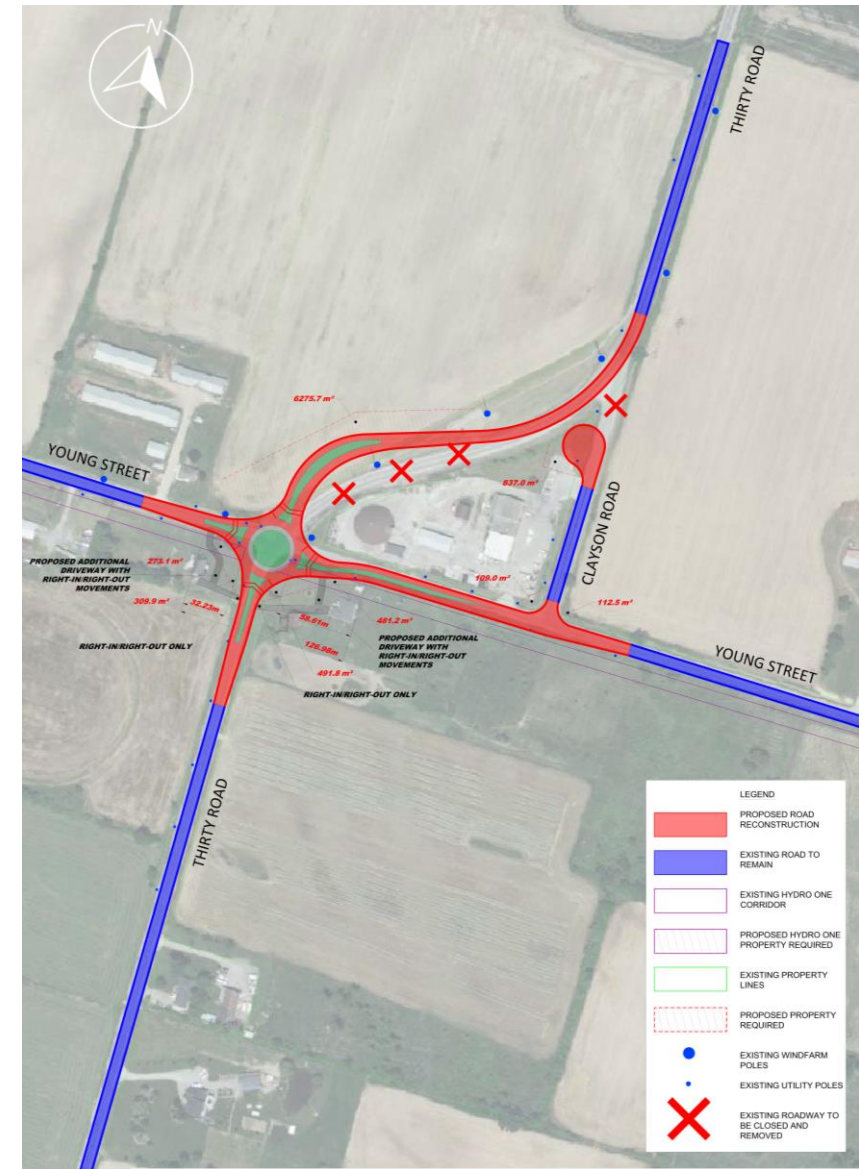 N
THIRTY ROAD
6275.7 m²
YOUNG STREET
837.0 m²
CLAYSON ROAD
PROPOSED ADDITIONAL
DRIVEWAY WITH
RIGHT-IN/RIGHT-OUT
MOVEMENTS
273.1 m²
109.0 m²
112.5 m²
309.9 m²
32.23m
58.61m
481.2 m²
RIGHT-IN/RIGHT-OUT ONLY
126.98m
PROPOSED ADDITIONAL
DRIVEWAY WITH
RIGHT-IN/RIGHT-OUT
MOVEMENTS
491.8 m²
RIGHT-IN/RIGHT-OUT ONLY
YOUNG STREET
THIRTY ROAD
LEGEND
PROPOSED ROAD
RECONSTRUCTION
EXISTING ROAD TO
REMAIN
EXISTING HYDRO ONE
CORRIDOR
PROPOSED HYDRO ONE
PROPERTY REQUIRED
EXISTING PROPERTY
LINES
PROPOSED PROPERTY
REQUIRED
EXISTING WINDFARM
POLES
EXISTING UTILITY POLES
EXISTING ROADWAY TO
BE CLOSED AND
REMOVED